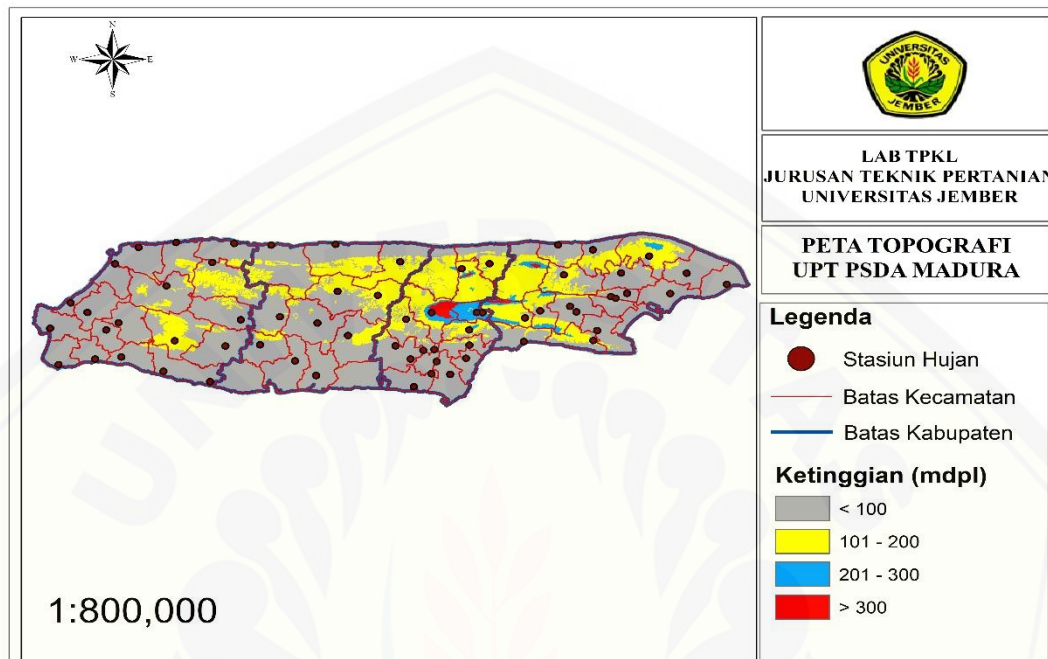 N
W E
S
1:800,000
UNIVERSITAS
JEMBER
LAB TPKL
JURUSAN TEKNIK PERTANIAN
UNIVERSITAS JEMBER
PETA TOPOGRAFI
UPT PSDA MADURA
Legenda
Stasiun Hujan
Batas Kecamatan
Batas Kabupaten
Ketinggian (mdpl)
< 100
101 - 200
201 - 300
> 300